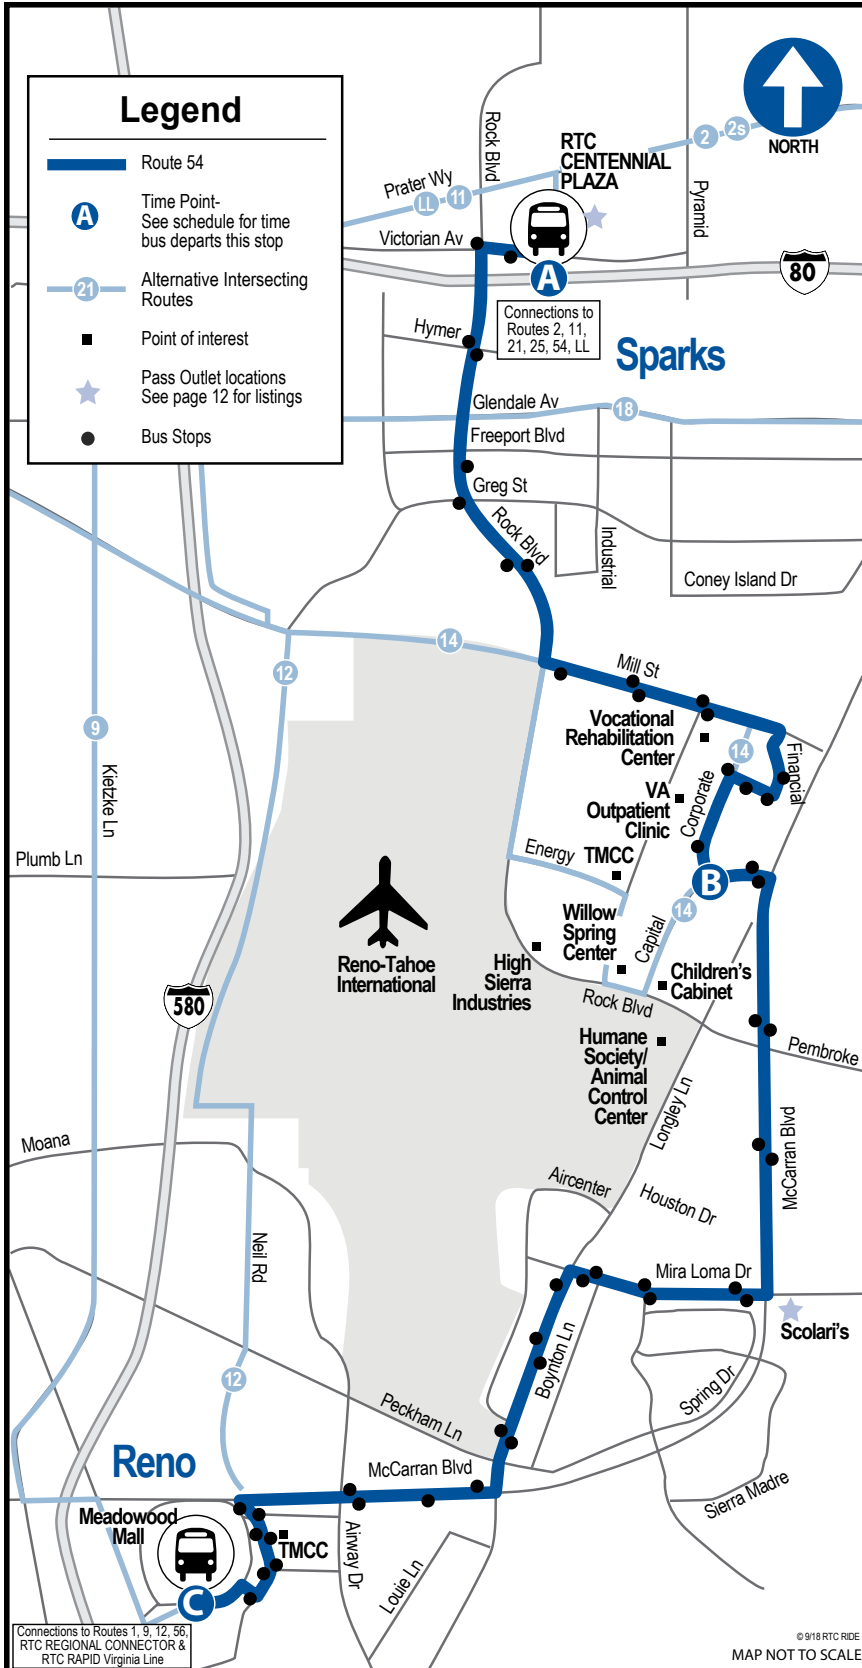 Legend
Route 54
A
Time Point-
See schedule for time
bus departs this stop
21
Alternative Intersecting
Routes
Point of interest
Pass Outlet locations
See page 12 for listings
Bus Stops
NORTH
Rock Blvd
RTC
CENTENNIAL
PLAZA
2
2s
Prater Wy
LL
11
Pyramid
Victorian Av
A
80
Connections to
Routes 2, 11,
21, 25, 54, LL
Hymer
Sparks
Glendale Av
18
Freeport Blvd
Greg St
Rock Blvd
Industrial
Coney Island Dr
14
12
Mill St
9
Vocational
Rehabilitation
Center
14
Financial
Kietzke Ln
VA
Outpatient
Clinic
Corporate
Plumb Ln
Energy
TMCC
B
14
Willow
Spring
Center
Capital
Reno-Tahoe
International
High
Sierra
Industries
Children's
Cabinet
580
Rock Blvd
Humane
Society/
Animal
Control
Center
Pembroke
Longley Ln
McCarran Blvd
Moana
Aircenter
Houston Dr
Neil Rd
Mira Loma Dr
Scolari's
Boynton Ln
12
Spring Dr
Peckham Ln
Reno
McCarran Blvd
Sierra Madre
Meadowood
Mall
TMCC
Airway Dr
Louie Ln
C
Connections to Routes 1, 9, 12, 56,
RTC REGIONAL CONNECTOR &
RTC RAPID Virginia Line
© 9/18 RTC RIDE
MAP NOT TO SCALE